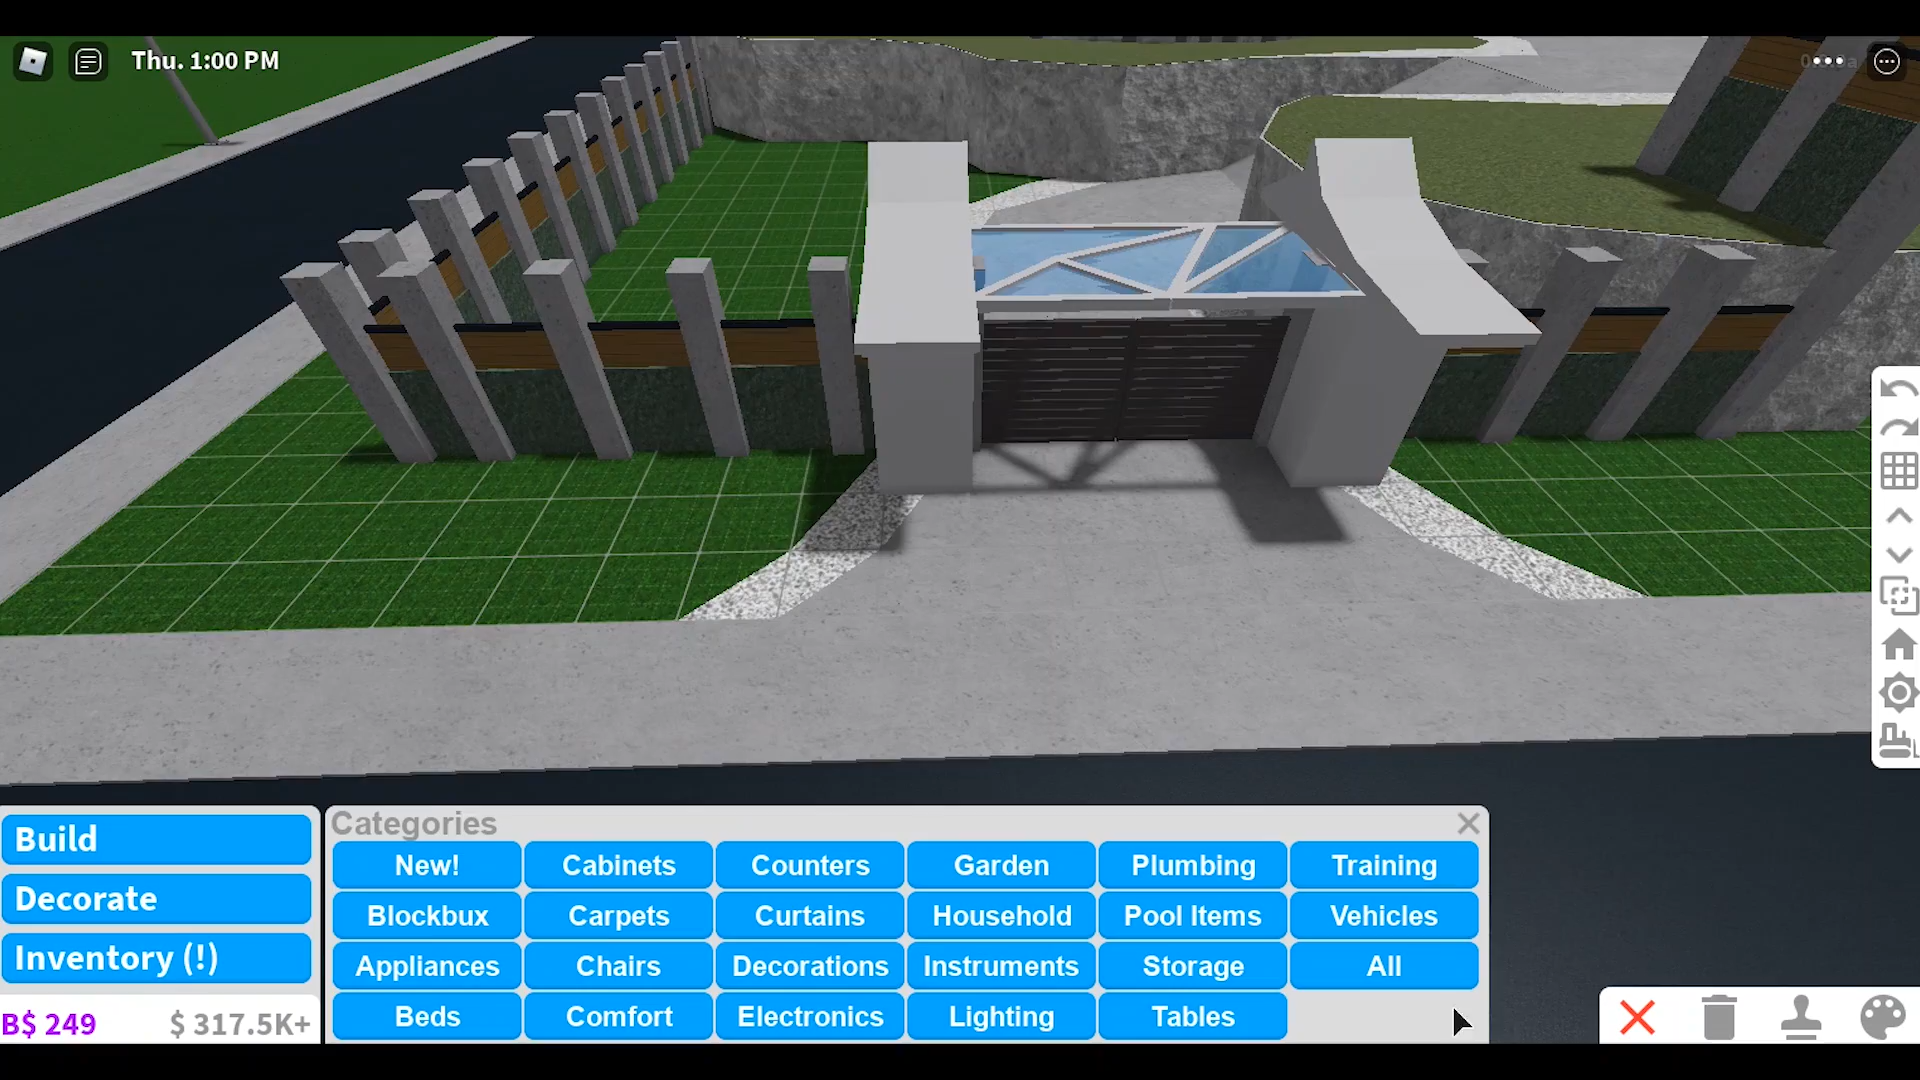 Thu. 1:00 PM
Build
Decorate
Inventory (!)
B$ 249 $ 317.5K+
Categories
New! Cabinets Counters Garden Plumbing Training
Blockbux Carpets Curtains Household Pool Items Vehicles
Appliances Chairs Decorations Instruments Storage All
Beds Comfort Electronics Lighting Tables